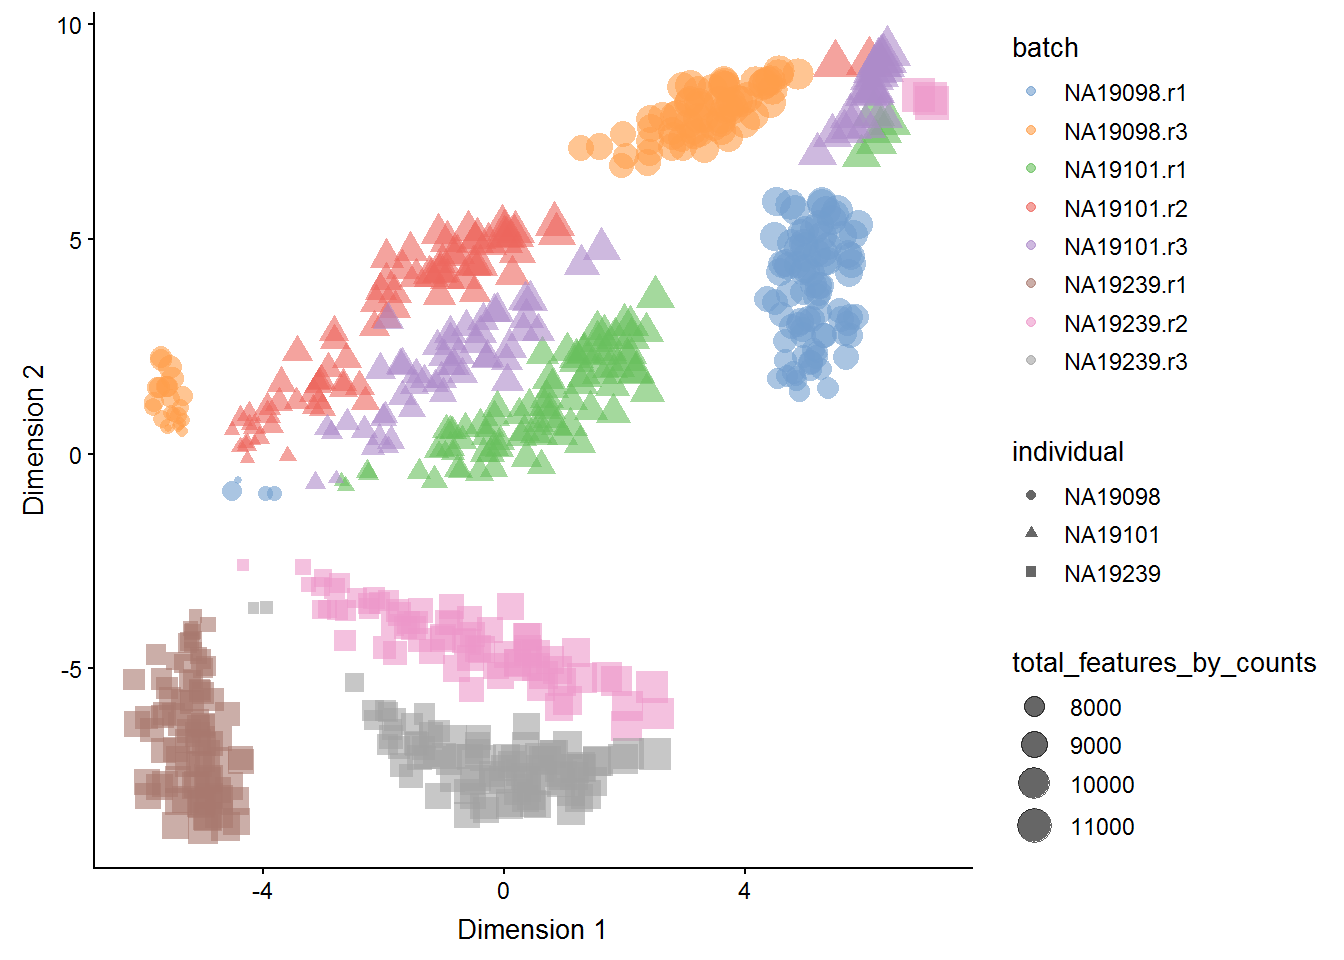 10
5
0
-5
Dimension 2
-4
0
4
Dimension 1
batch
NA19098.r1
NA19098.r3
NA19101.r1
NA19101.r2
NA19101.r3
NA19239.r1
NA19239.r2
NA19239.r3
individual
NA19098
NA19101
NA19239
total_features_by_counts
8000
9000
10000
11000